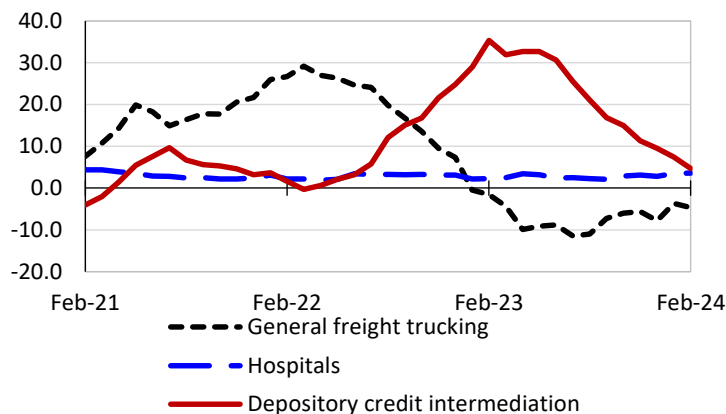 40.0
30.0
20.0
10.0
0.0
-10.0
-20.0
Feb-21 Feb-22 Feb-23 Feb-24
General freight trucking
Hospitals
Depository credit intermediation